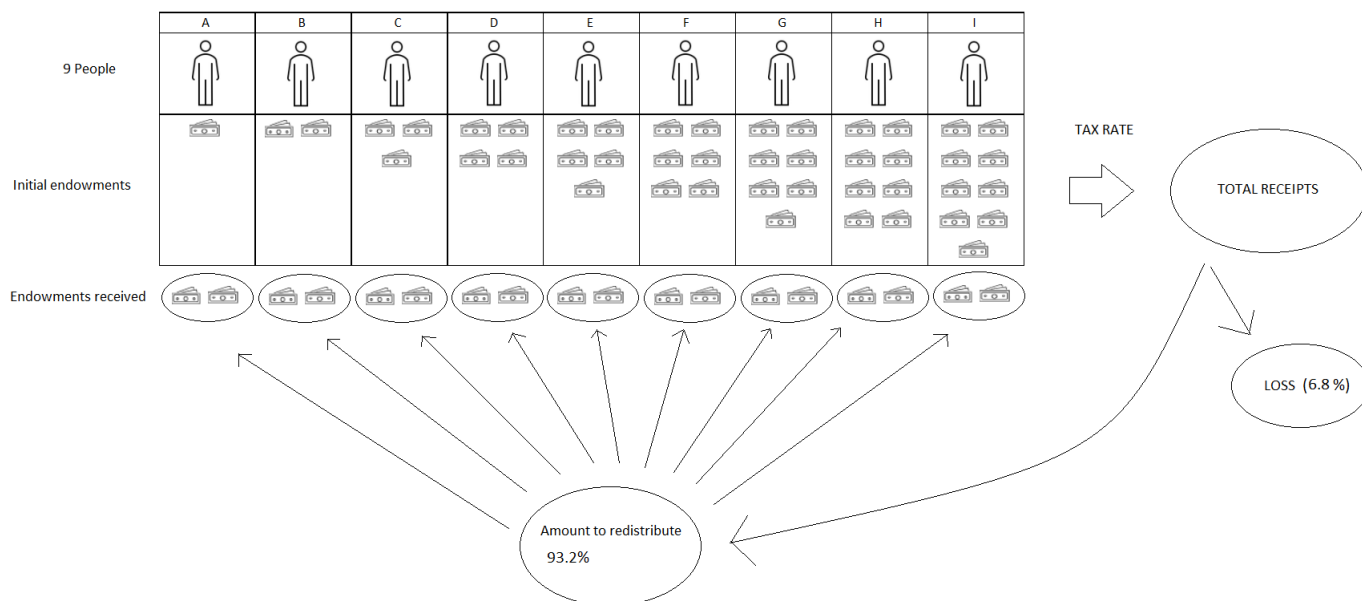 A B C D E F G H I
9 People
Initial endowments
TAX RATE
TOTAL RECEIPTS
Endowments received
LOSS (6.8 %)
Amount to redistribute
93.2%